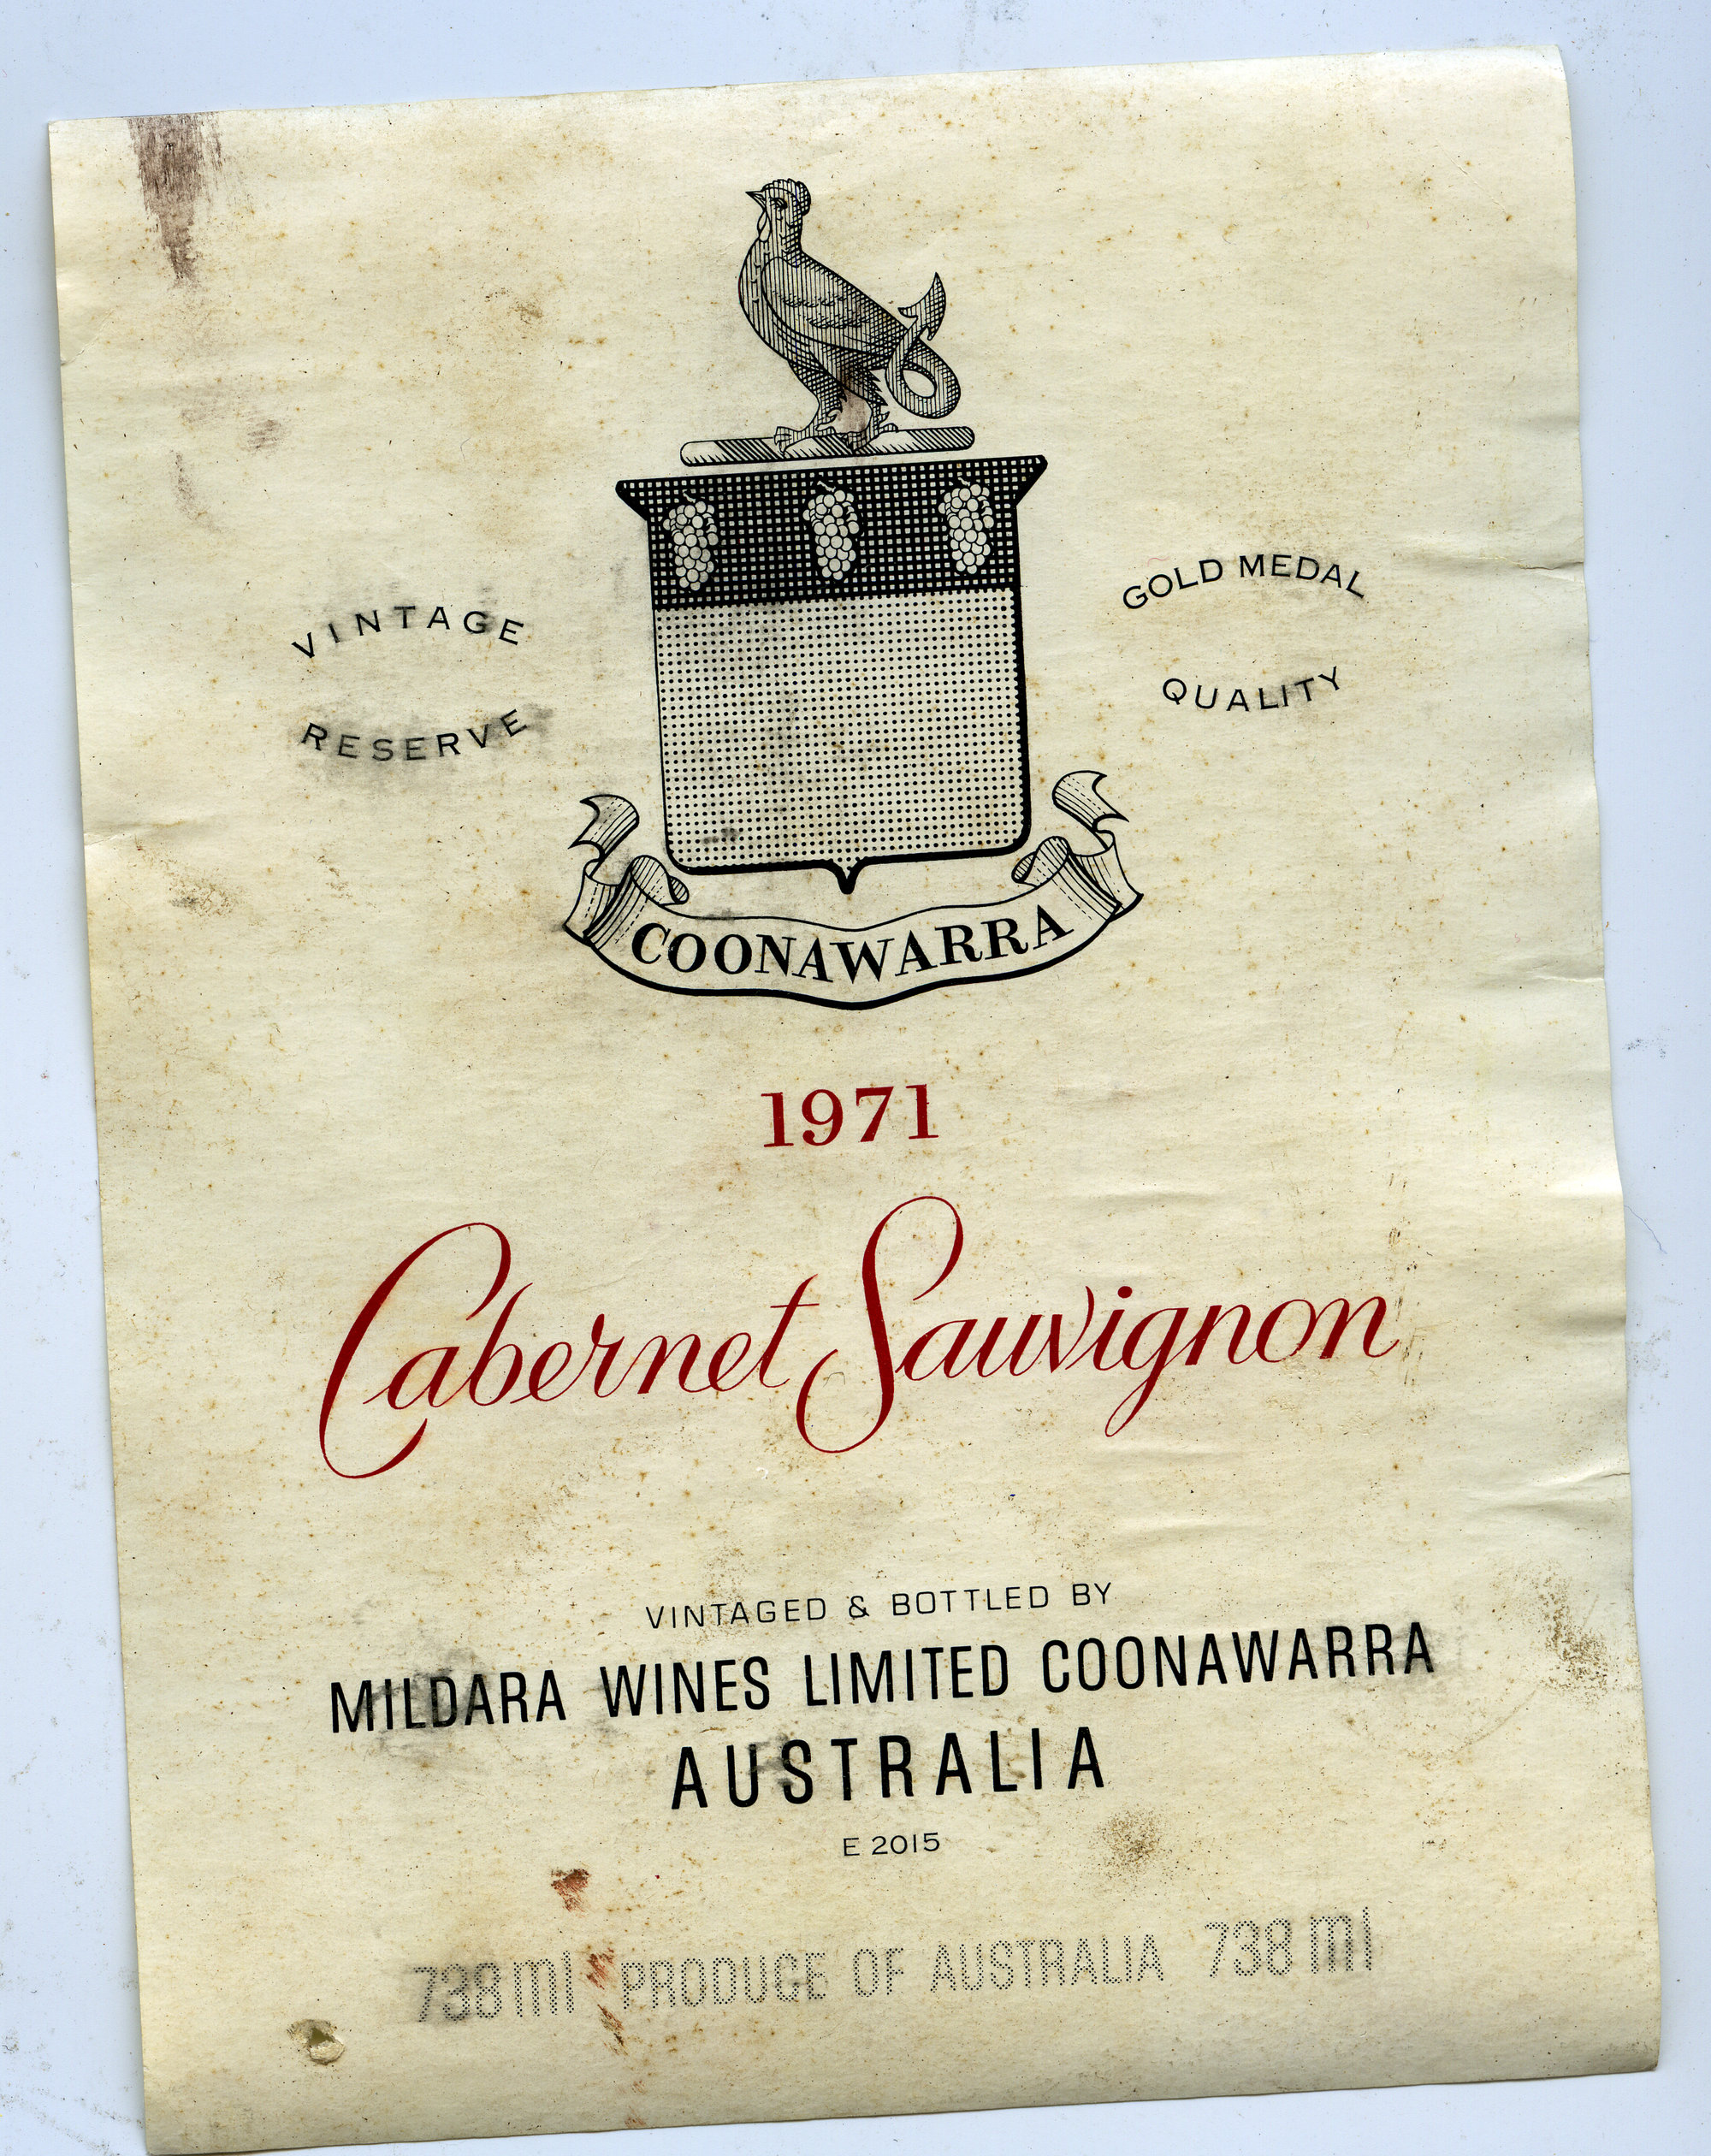 VINTAGE
RESERVE
GOLD MEDAL
QUALITY
COONAWARRA
1971
Cabernet Sauvignon
VINTAGED & BOTTLED BY
MILDARA WINES LIMITED COONAWARRA
AUSTRALIA
E 2015
738 ml PRODUCE OF AUSTRALIA 738 ml